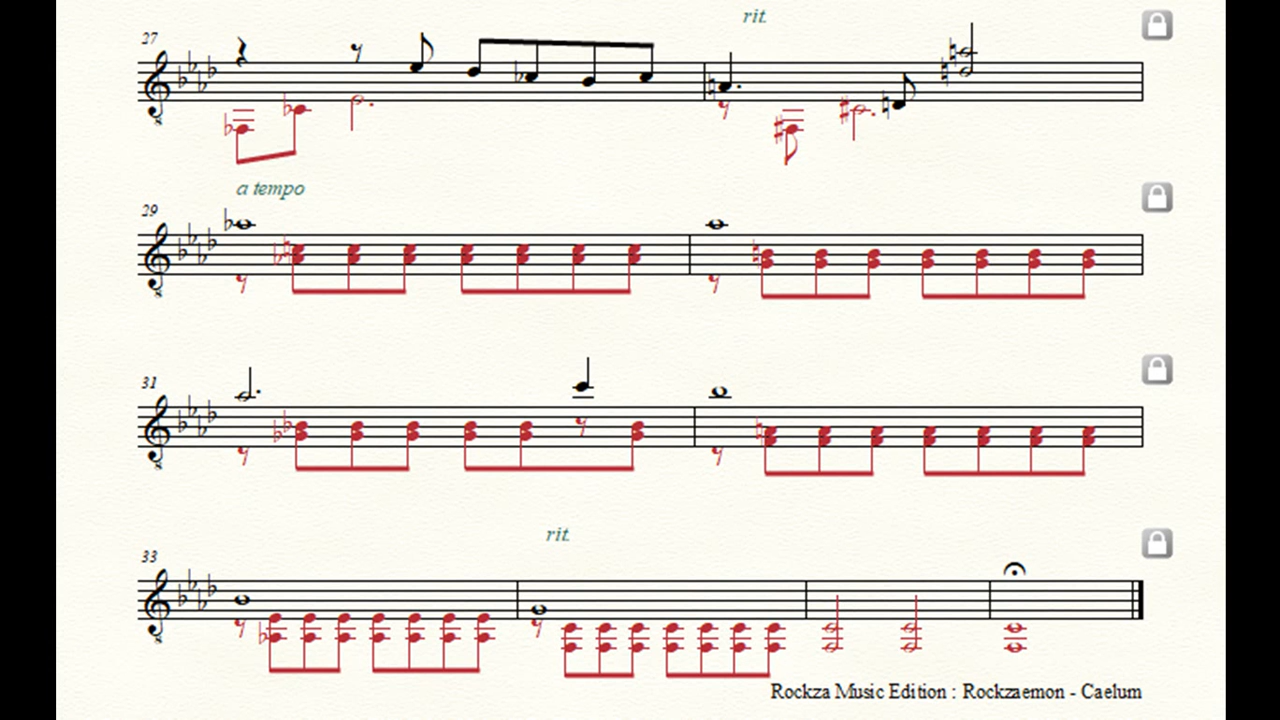 rit.
27
a tempo
29
31
rit.
33
Rockza Music Edition : Rockzaemon - Caelum